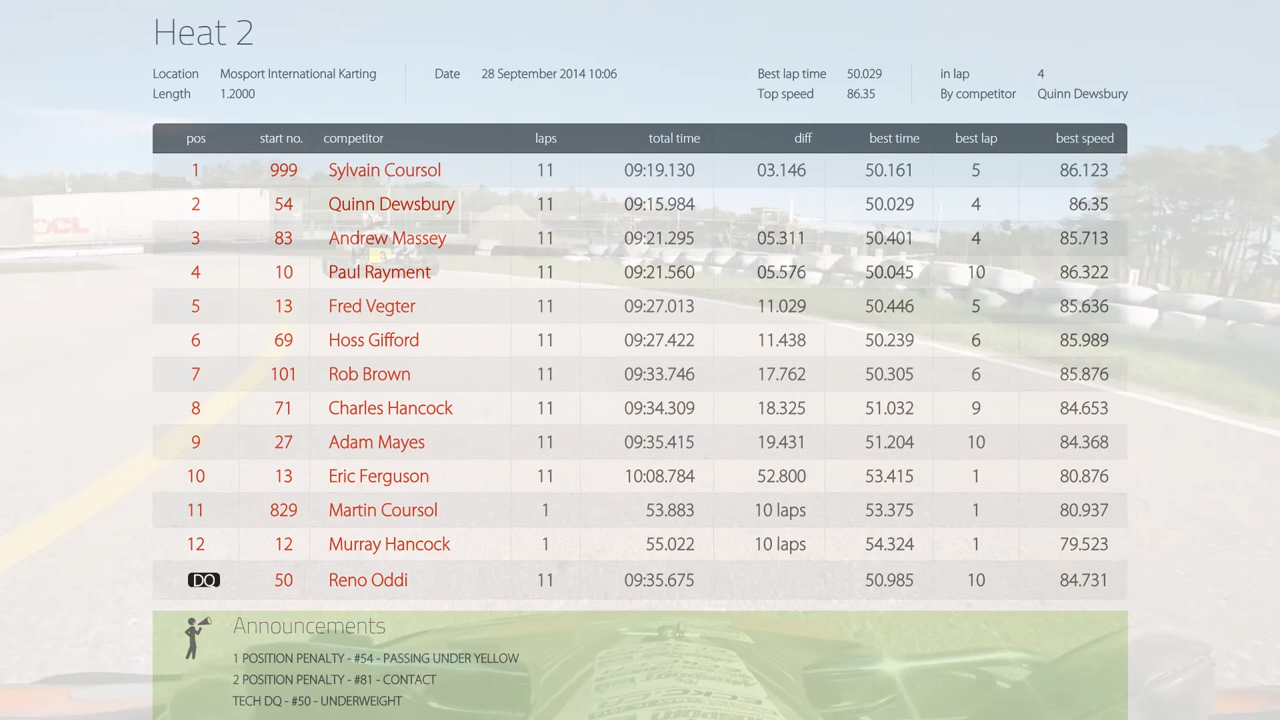 Heat 2
Location Mosport International Karting Date 28 September 2014 10:06 Best lap time 50.029 in lap 4
Length 1.2000 Top speed 86.35 By competitor Quinn Dewsbury
pos start no. competitor laps total time diff best time best lap best speed
1 999 Sylvain Coursol 11 09:19.130 03.146 50.161 5 86.123
2 54 Quinn Dewsbury 11 09:15.984 50.029 4 86.35
3 83 Andrew Massey 11 09:21.295 05.311 50.401 4 85.713
4 10 Paul Rayment 11 09:21.560 05.576 50.045 10 86.322
5 13 Fred Vegter 11 09:27.013 11.029 50.446 5 85.636
6 69 Hoss Gifford 11 09:27.422 11.438 50.239 6 85.989
7 101 Rob Brown 11 09:33.746 17.762 50.305 6 85.876
8 71 Charles Hancock 11 09:34.309 18.325 51.032 9 84.653
9 27 Adam Mayes 11 09:35.415 19.431 51.204 10 84.368
10 13 Eric Ferguson 11 10:08.784 52.800 53.415 1 80.876
11 829 Martin Coursol 1 53.883 10 laps 53.375 1 80.937
12 12 Murray Hancock 1 55.022 10 laps 54.324 1 79.523
DQ 50 Reno Oddi 11 09:35.675 50.985 10 84.731
Announcements
1 POSITION PENALTY - #54 - PASSING UNDER YELLOW
2 POSITION PENALTY - #81 - CONTACT
TECH DQ - #50 - UNDERWEIGHT